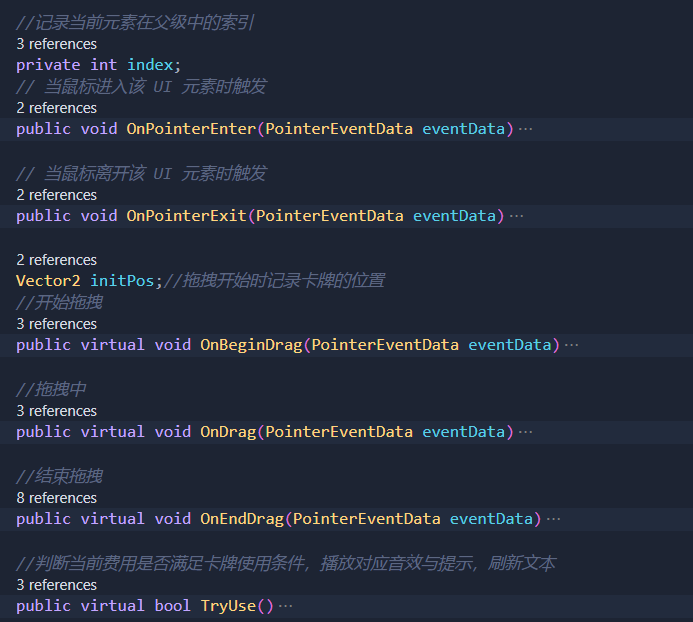 //记录当前元素在父级中的索引
3 references
private int index;
// 当鼠标进入该 UI 元素时触发
2 references
public void OnPointerEnter(PointerEventData eventData)···
// 当鼠标离开该 UI 元素时触发
2 references
public void OnPointerExit(PointerEventData eventData)···
2 references
Vector2 initPos;//拖拽开始时记录卡牌的位置
//开始拖拽
3 references
public virtual void OnBeginDrag(PointerEventData eventData)···
//拖拽中
3 references
public virtual void OnDrag(PointerEventData eventData)···
//结束拖拽
8 references
public virtual void OnEndDrag(PointerEventData eventData)···
//判断当前费用是否满足卡牌使用条件，播放对应音效与提示，刷新文本
3 references
public virtual bool TryUse()···